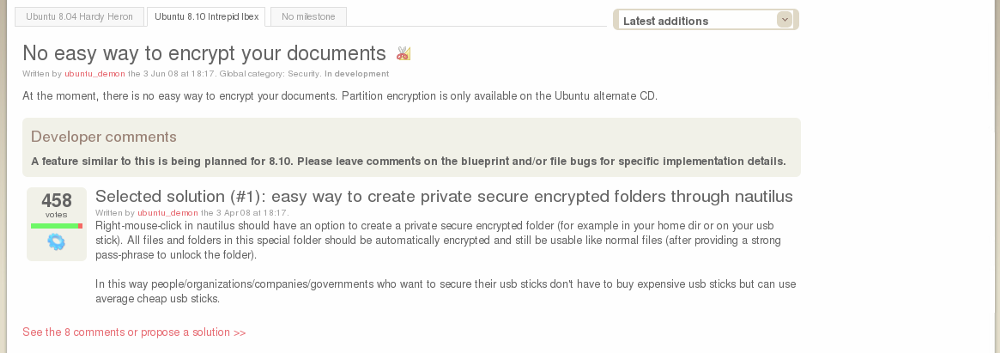 Ubuntu 8.04 Hardy Heron
Ubuntu 8.10 Intrepid Ibex
No milestone
Latest additions
No easy way to encrypt your documents
Written by ubuntu_demon the 3 Jun 08 at 18:17. Global category: Security. In development
At the moment, there is no easy way to encrypt your documents. Partition encryption is only available on the Ubuntu alternate CD.
Developer comments
A feature similar to this is being planned for 8.10. Please leave comments on the blueprint and/or file bugs for specific implementation details.
458
votes
Selected solution (#1): easy way to create private secure encrypted folders through nautilus
Written by ubuntu_demon the 3 Apr 08 at 18:17.
Right-mouse-click in nautilus should have an option to create a private secure encrypted folder (for example in your home dir or on your usb
stick). All files and folders in this special folder should be automatically encrypted and still be usable like normal files (after providing a strong
pass-phrase to unlock the folder).
In this way people/organizations/companies/governments who want to secure their usb sticks don't have to buy expensive usb sticks but can use
average cheap usb sticks.
See the 8 comments or propose a solution >>